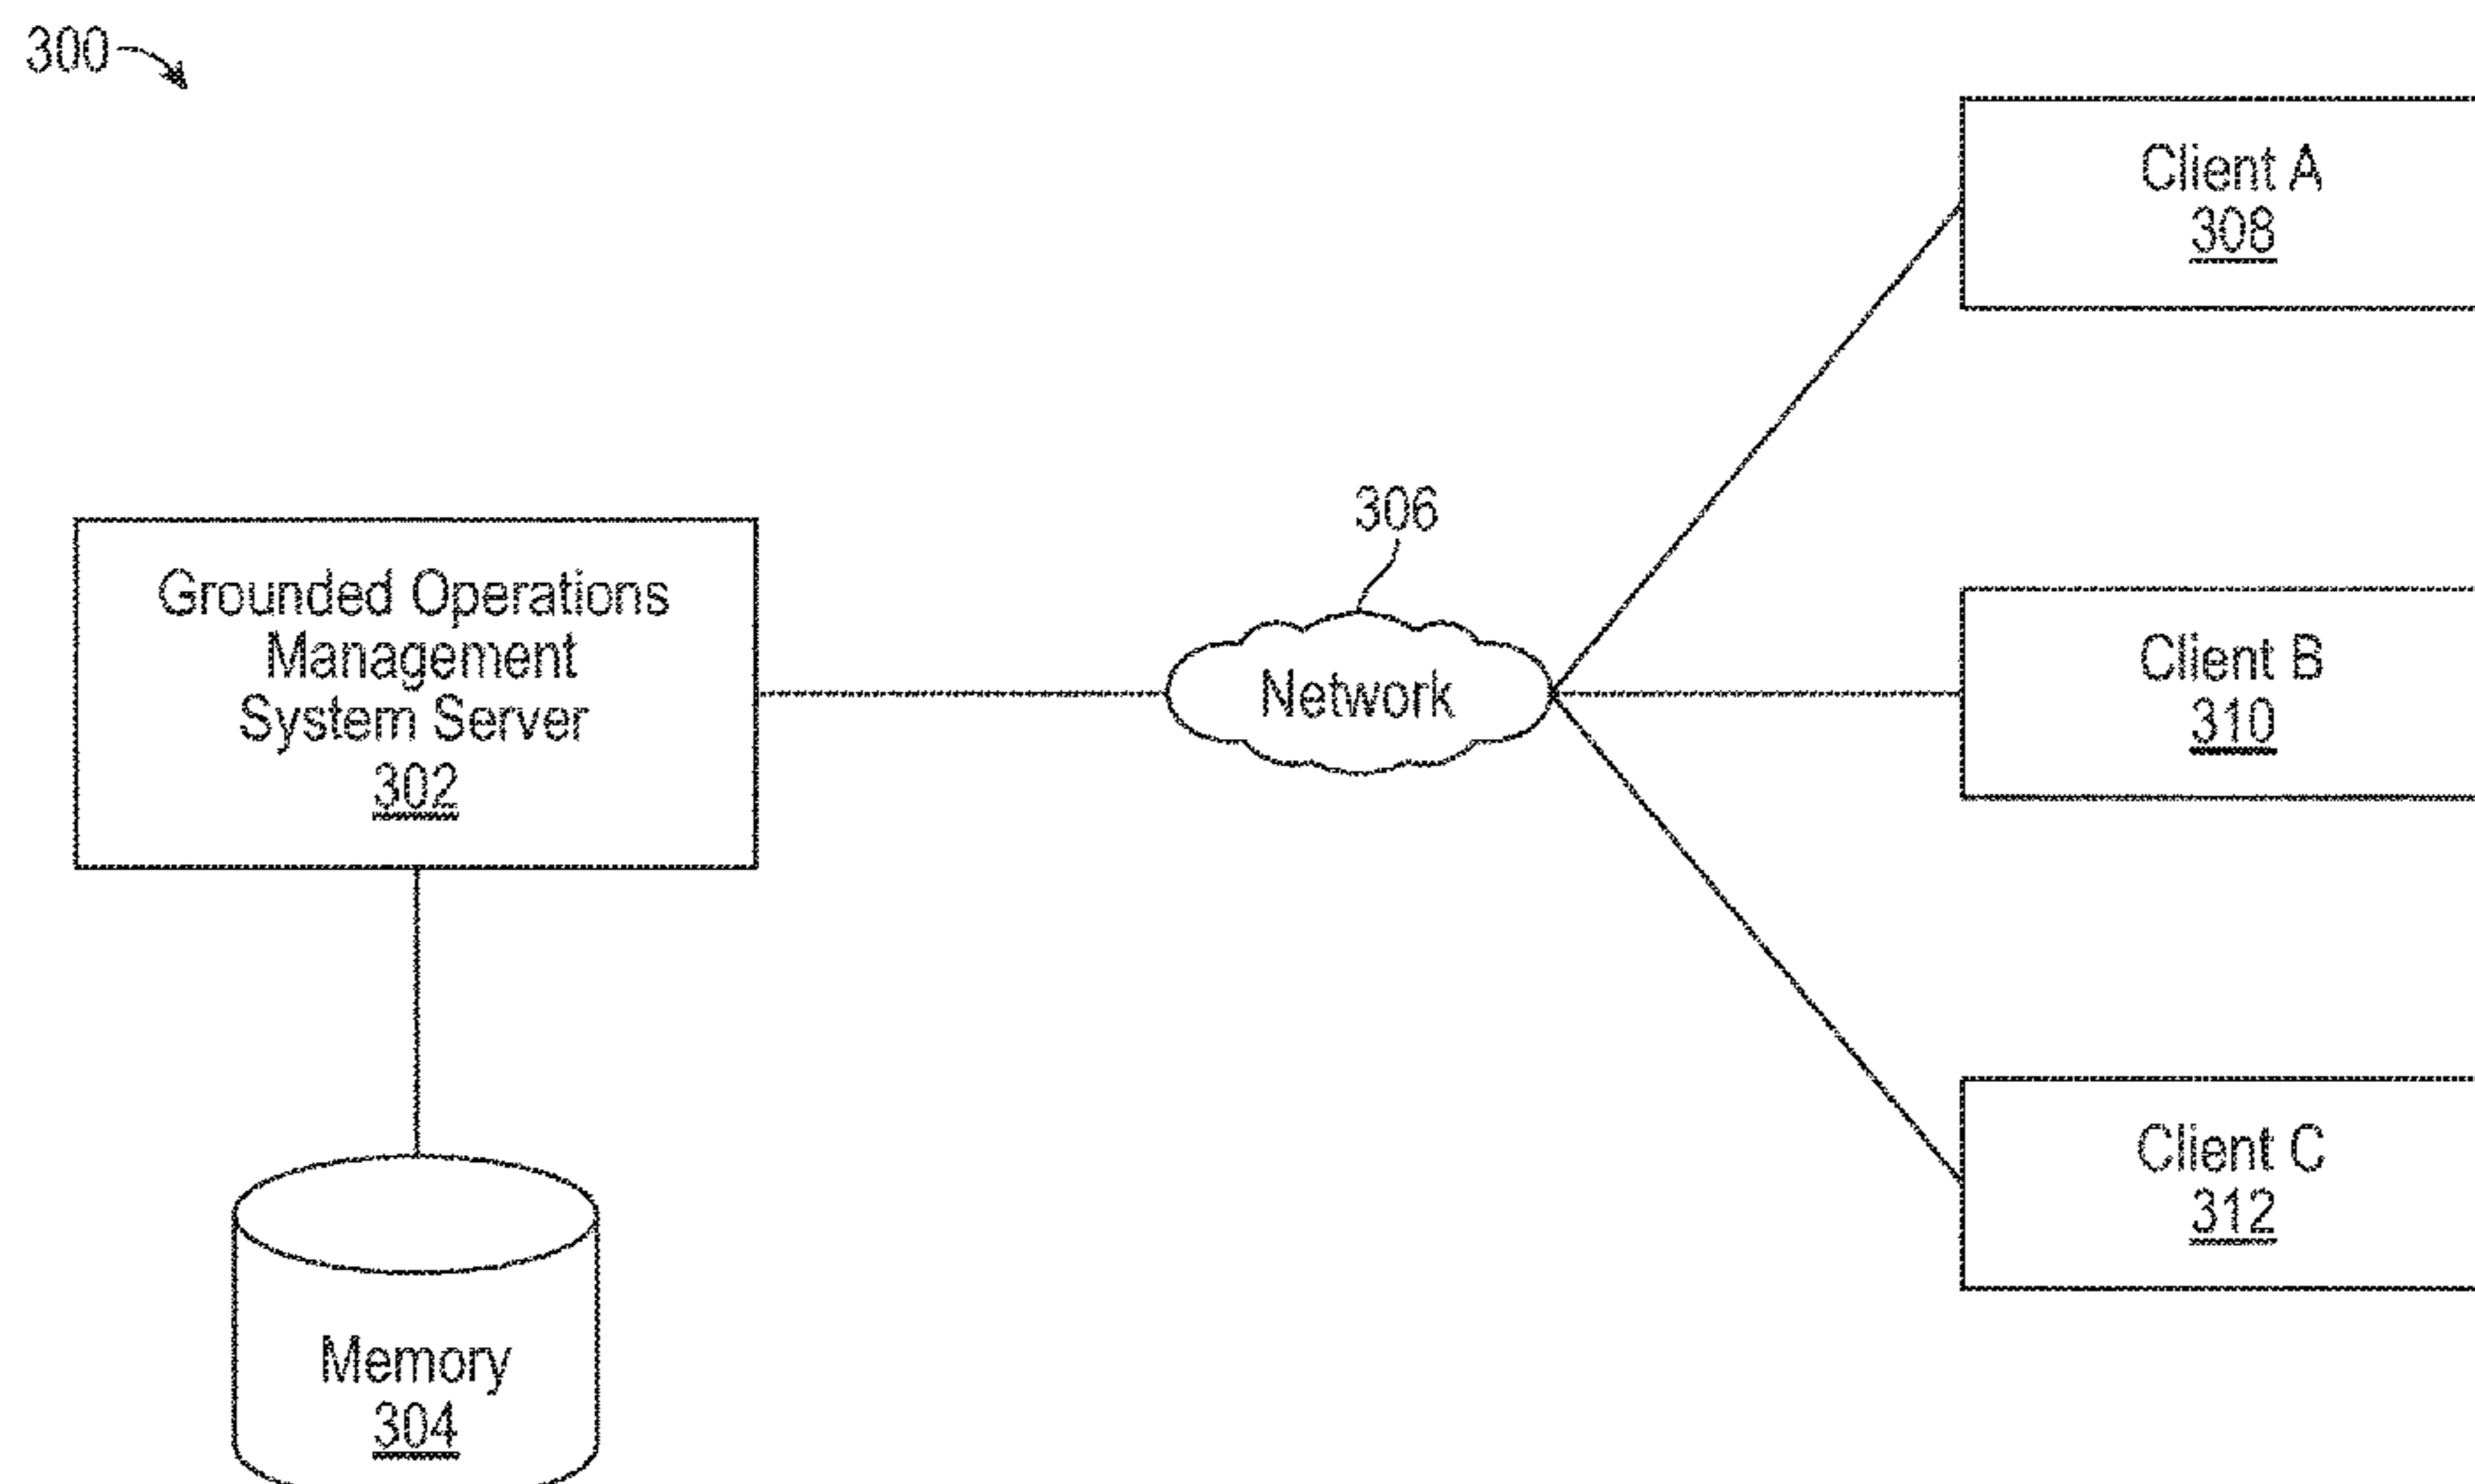 300
Client A
308
306
Grounded Operations
Management
System Server
302
Network
Client B
310
Client C
312
Memory
304